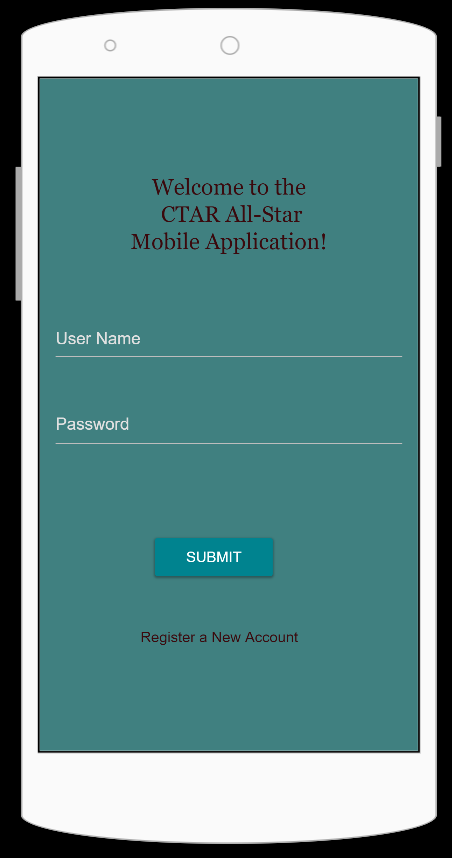 Welcome to the
CTAR All-Star
Mobile Application!
User Name
Password
SUBMIT
Register a New Account